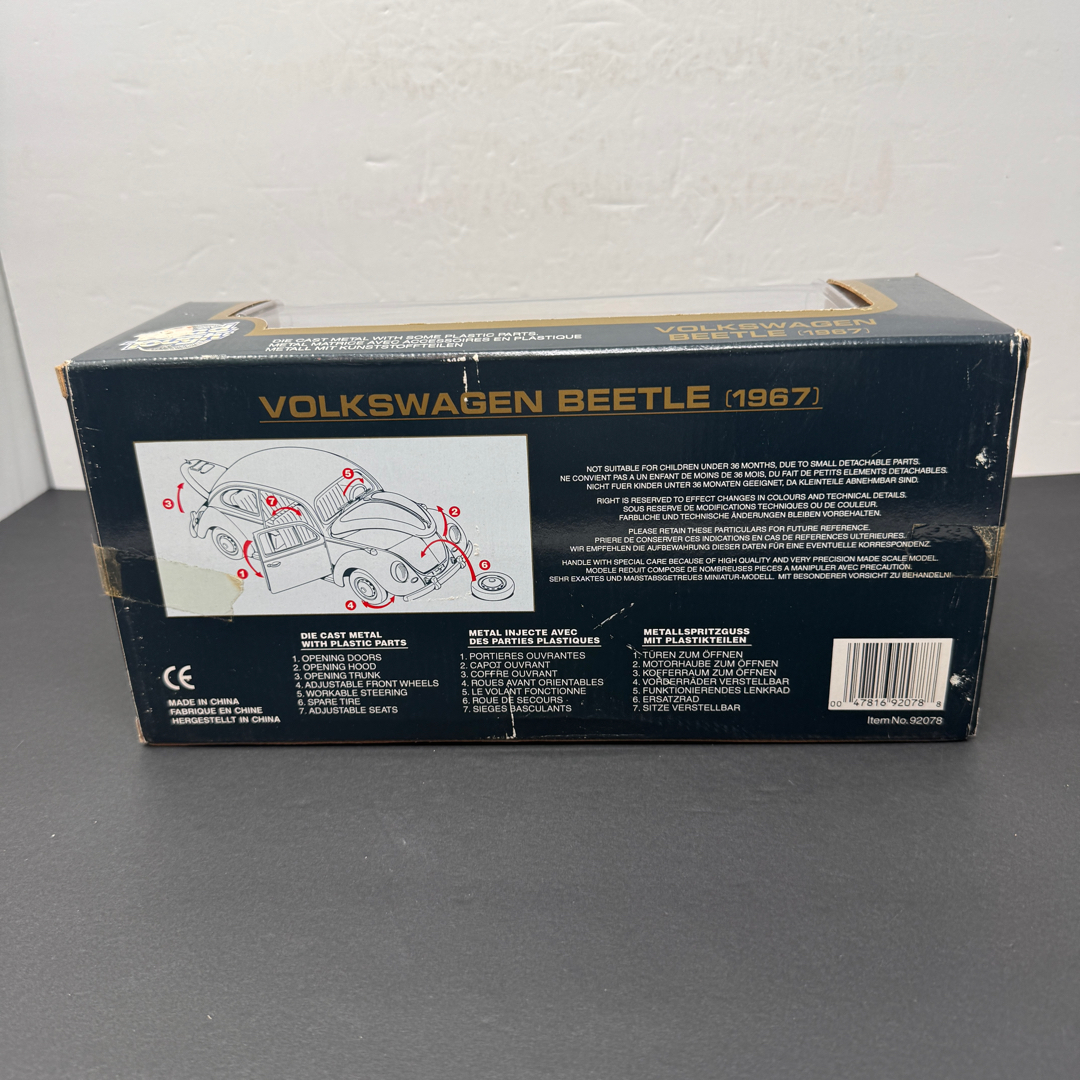 DIE CAST METAL WITH SOME PLASTIC PARTS.
METAL MATRICE AVEC ACCESSOIRES EN PLASTIQUE
METALL MIT KUNSTSTOFFTEILEN
VOLKSWAGEN
BEETLE (1967)
VOLKSWAGEN BEETLE (1967)
3
7
5
2
1
4
6
NOT SUITABLE FOR CHILDREN UNDER 36 MONTHS, DUE TO SMALL DETACHABLE PARTS.
NE CONVIENT PAS A UN ENFANT DE MOINS DE 36 MOIS, DU FAIT DE PETITS ELEMENTS DETACHABLES.
NICHT FUER KINDER UNTER 36 MONATEN GEEIGNET, DA KLEINTEILE ABNEHMBAR SIND.
RIGHT IS RESERVED TO EFFECT CHANGES IN COLOURS AND TECHNICAL DETAILS.
SOUS RESERVE DE MODIFICATIONS TECHNIQUES OU DE COULEUR.
FARBLICHE UND TECHNISCHE ÄNDERUNGEN BLEIBEN VORBEHALTEN.
PLEASE RETAIN THESE PARTICULARS FOR FUTURE REFERENCE.
PRIERE DE CONSERVER CES INDICATIONS EN CAS DE REFERENCES ULTERIEURES.
WIR EMPFEHLEN DIE AUFBEWAHRUNG DIESER DATEN FÜR EINE EVENTUELLE KORRESPONDENZ.
HANDLE WITH SPECIAL CARE BECAUSE OF HIGH QUALITY AND VERY PRECISION MADE SCALE MODEL.
MODELE REDUIT COMPOSE DE NOMBREUSES PIECES A MANIPULER AVEC PRECAUTION.
SEHR EXAKTES UND MAßSTABSGETREUES MINIATUR-MODELL. MIT BESONDERER VORSICHT ZU BEHANDELN!
DIE CAST METAL
WITH PLASTIC PARTS
1. OPENING DOORS
2. OPENING HOOD
3. OPENING TRUNK
4. ADJUSTABLE FRONT WHEELS
5. WORKABLE STEERING
6. SPARE TIRE
7. ADJUSTABLE SEATS
METAL INJECTE AVEC
DES PARTIES PLASTIQUES
1. PORTIERES OUVRANTES
2. CAPOT OUVRANT
3. COFFRE OUVRANT
4. ROUES AVANT ORIENTABLES
5. LE VOLANT FONCTIONNE
6. ROUE DE SECOURS
7. SIEGES BASCULANTS
METALLSPRITZGUSS
MIT PLASTIKTEILEN
1. TÜREN ZUM ÖFFNEN
2. MOTORHAUBE ZUM ÖFFNEN
3. KOFFERRAUM ZUM ÖFFNEN
4. VORDERRÄDER VERSTELLBAR
5. FUNKTIONIERENDES LENKRAD
6. ERSATZRAD
7. SITZE VERSTELLBAR
CE
MADE IN CHINA
FABRIQUE EN CHINE
HERGESTELLT IN CHINA
00 47816 92078 8
Item No. 92078